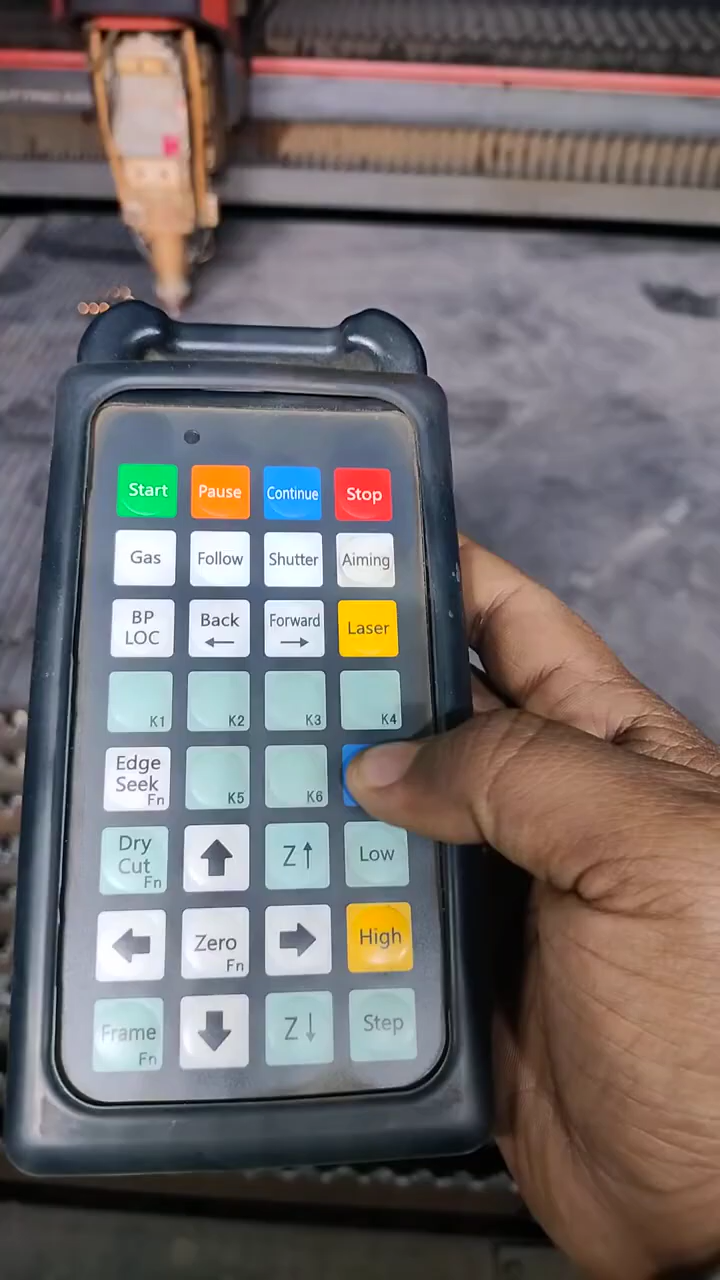 Start Pause Continue Stop
Gas Follow Shutter Aiming
BP LOC Back ← Forward → Laser
K1 K2 K3 K4
Edge Seek Fn K5 K6
Dry Cut Fn Z↑ Low
Zero Fn High
Frame Fn Z↓ Step